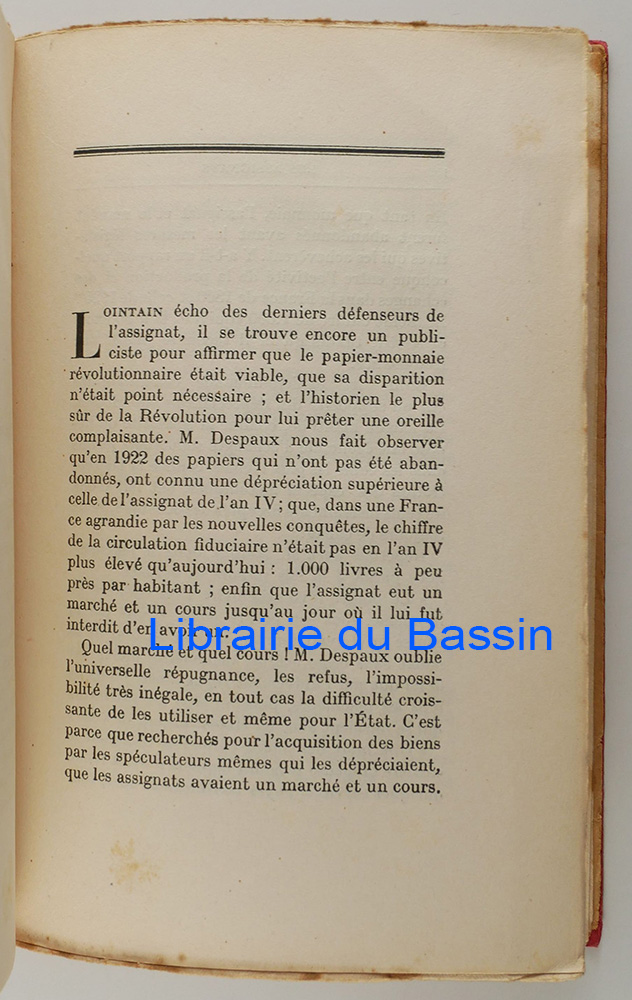 LOINTAIN écho des derniers défenseurs de
l'assignat, il se trouve encore un publi-
ciste pour affirmer que le papier-monnaie
révolutionnaire était viable, que sa disparition
n'était point nécessaire ; et l'historien le plus
sûr de la Révolution pour lui prêter une oreille
complaisante. M. Despaux nous fait observer
qu'en 1922 des papiers qui n'ont pas été aban-
donnés, ont connu une dépréciation supérieure à
celle de l'assignat de l'an IV ; que, dans une Fran-
ce agrandie par les nouvelles conquêtes, le chiffre
de la circulation fiduciaire n'était pas en l'an IV
plus élevé qu'aujourd'hui : 1.000 livres à peu
près par habitant ; enfin que l'assignat eut un
marché et un cours jusqu'au jour où il lui fut
interdit d'en avoir un.
Librairie du Bassin
Quel marché et quel cours ! M. Despaux oublie
l'universelle répugnance, les refus, l'impossi-
bilité très inégale, en tout cas la difficulté crois-
sante de les utiliser et même pour l'État. C'est
parce que recherchés pour l'acquisition des biens
par les spéculateurs mêmes qui les dépréciaient,
que les assignats avaient un marché et un cours.